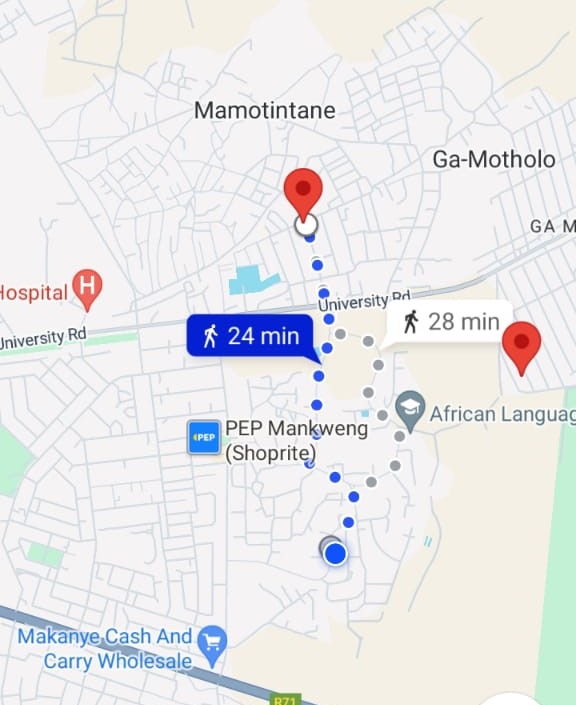 Mamotintane
Ga-Motholo
GA M
Hospital
H
University Rd
University Rd
24 min
28 min
PEP
PEP Mankweng
(Shoprite)
African Languag
Makanye Cash And
Carry Wholesale
R71